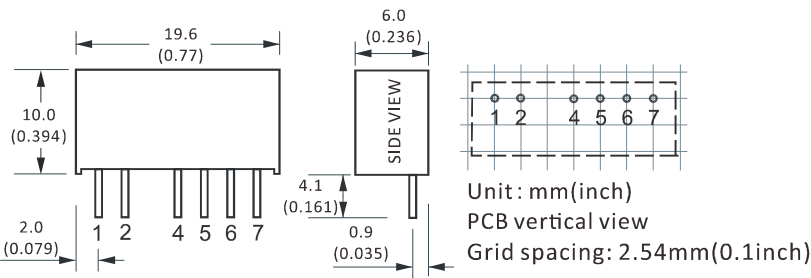 19.6
(0.77)
10.0
(0.394)
2.0
(0.079)
1 2 4 5 6 7
6.0
(0.236)
SIDE VIEW
4.1
(0.161)
0.9
(0.035)
1 2 4 5 6 7
Unit: mm(inch)
PCB vertical view
Grid spacing: 2.54mm(0.1inch)